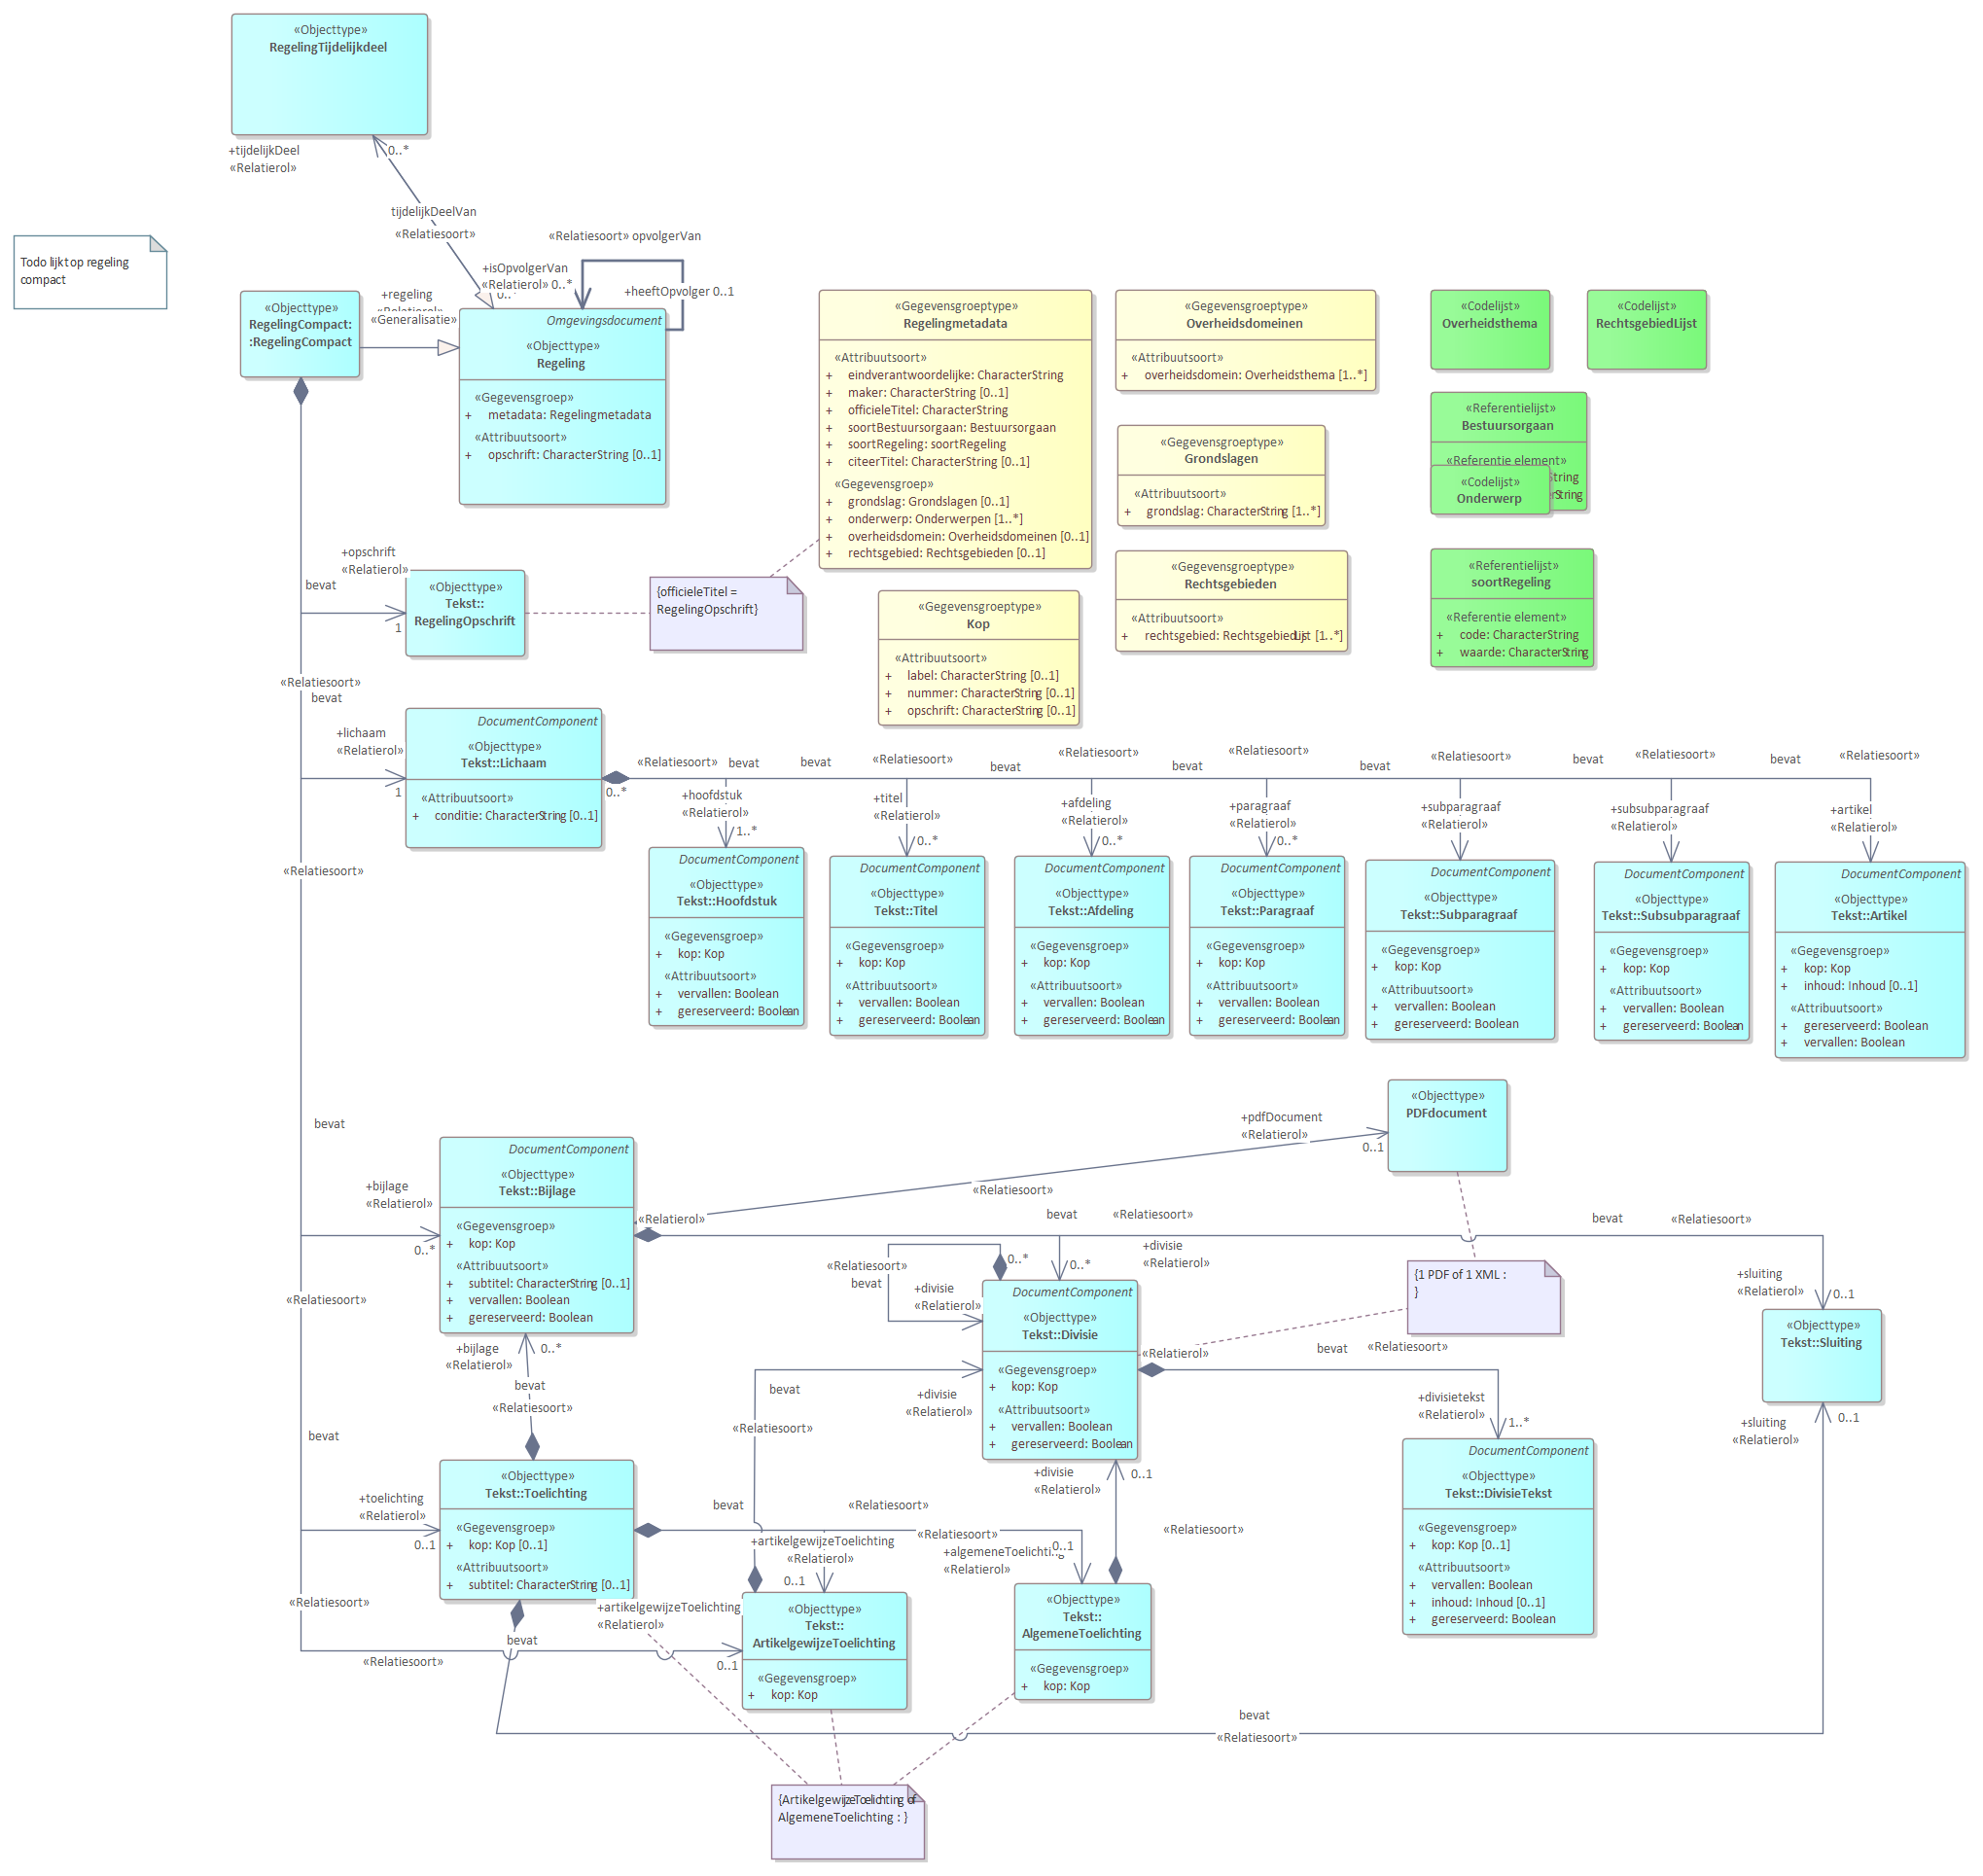 «Objecttype»
RegelingTijdelijkdeel
+tijdelijkDeel
«Relatierol»
0..*
tijdelijkDeelVan
«Relatiesoort»
Todo lijkt op regeling
compact
«Relatiesoort» opvolgerVan
+isOpvolgerVan
«Relatierol» 0..*
+heeftOpvolger 0..1
«Objecttype»
RegelingCompact:
:RegelingCompact
+regeling
«Generalisatie»
Omgevingsdocument
«Objecttype»
Regeling
«Gegevensgroep»
+ metadata: Regelingmetadata
«Attribuutsoort»
+ opschrift: CharacterString [0..1]
«Gegevensgroeptype»
Regelingmetadata
«Attribuutsoort»
+ eindverantwoordelijke: CharacterString
+ maker: CharacterString [0..1]
+ officieleTitel: CharacterString
+ soortBestuursorgaan: Bestuursorgaan
+ soortRegeling: soortRegeling
+ citeerTitel: CharacterString [0..1]
«Gegevensgroep»
+ grondslag: Grondslagen [0..1]
+ onderwerp: Onderwerpen [1..*]
+ overheidsdomein: Overheidsdomeinen [0..1]
+ rechtsgebied: Rechtsgebieden [0..1]
«Gegevensgroeptype»
Overheidsdomeinen
«Attribuutsoort»
+ overheidsdomein: Overheidsthema [1..*]
«Gegevensgroeptype»
Grondslagen
«Attribuutsoort»
+ grondslag: CharacterString [1..*]
«Gegevensgroeptype»
Rechtsgebieden
«Attribuutsoort»
+ rechtsgebied: RechtsgebiedLijst [1..*]
«Codelijst»
Overheidsthema
«Codelijst»
RechtsgebiedLijst
«Referentielijst»
Bestuursorgaan
«Referentie element»
«Codelijst»
Onderwerp
«Referentielijst»
soortRegeling
«Referentie element»
+ code: CharacterString
+ waarde: CharacterString
+opschrift
«Relatierol»
bevat
1
«Objecttype»
Tekst::
RegelingOpschrift
{officieleTitel =
RegelingOpschrift}
«Gegevensgroeptype»
Kop
«Attribuutsoort»
+ label: CharacterString [0..1]
+ nummer: CharacterString [0..1]
+ opschrift: CharacterString [0..1]
«Relatiesoort»
bevat
+lichaam
«Relatierol»
1
DocumentComponent
«Objecttype»
Tekst::Lichaam
«Attribuutsoort»
+ conditie: CharacterString [0..1]
0..*
«Relatiesoort» bevat
bevat «Relatiesoort»
bevat «Relatiesoort»
bevat «Relatiesoort»
bevat «Relatiesoort»
bevat «Relatiesoort»
bevat «Relatiesoort»
+hoofdstuk
«Relatierol»
1..*
+titel
«Relatierol»
0..*
+afdeling
«Relatierol»
0..*
+paragraaf
«Relatierol»
0..*
+subparagraaf
«Relatierol»
+subsubparagraaf
«Relatierol»
+artikel
«Relatierol»
DocumentComponent
«Objecttype»
Tekst::Hoofdstuk
«Gegevensgroep»
+ kop: Kop
«Attribuutsoort»
+ vervallen: Boolean
+ gereserveerd: Boolean
DocumentComponent
«Objecttype»
Tekst::Titel
«Gegevensgroep»
+ kop: Kop
«Attribuutsoort»
+ vervallen: Boolean
+ gereserveerd: Boolean
DocumentComponent
«Objecttype»
Tekst::Afdeling
«Gegevensgroep»
+ kop: Kop
«Attribuutsoort»
+ vervallen: Boolean
+ gereserveerd: Boolean
DocumentComponent
«Objecttype»
Tekst::Paragraaf
«Gegevensgroep»
+ kop: Kop
«Attribuutsoort»
+ vervallen: Boolean
+ gereserveerd: Boolean
DocumentComponent
«Objecttype»
Tekst::Subparagraaf
«Gegevensgroep»
+ kop: Kop
«Attribuutsoort»
+ vervallen: Boolean
+ gereserveerd: Boolean
DocumentComponent
«Objecttype»
Tekst::Subsubparagraaf
«Gegevensgroep»
+ kop: Kop
«Attribuutsoort»
+ vervallen: Boolean
+ gereserveerd: Boolean
DocumentComponent
«Objecttype»
Tekst::Artikel
«Gegevensgroep»
+ kop: Kop
+ inhoud: Inhoud [0..1]
«Attribuutsoort»
+ gereserveerd: Boolean
+ vervallen: Boolean
«Relatiesoort»
bevat
+bijlage
«Relatierol»
0..*
DocumentComponent
«Objecttype»
Tekst::Bijlage
«Gegevensgroep»
+ kop: Kop
«Attribuutsoort»
+ subtitel: CharacterString [0..1]
+ vervallen: Boolean
+ gereserveerd: Boolean
«Objecttype»
PDFdocument
+pdfDocument
«Relatierol»
0..1
«Relatiesoort»
«Relatierol»
bevat «Relatiesoort»
bevat «Relatiesoort»
+divisie
«Relatierol»
0..*
«Relatiesoort»
bevat
0..*
+divisie
«Relatierol»
DocumentComponent
«Objecttype»
Tekst::Divisie
«Gegevensgroep»
+ kop: Kop
«Attribuutsoort»
+ vervallen: Boolean
+ gereserveerd: Boolean
{1 PDF of 1 XML :
}
+sluiting
«Relatierol»
0..1
«Objecttype»
Tekst::Sluiting
+sluiting
«Relatierol»
0..1
«Relatierol»
bevat «Relatiesoort»
+divisietekst
«Relatierol»
1..*
DocumentComponent
«Objecttype»
Tekst::DivisieTekst
«Gegevensgroep»
+ kop: Kop [0..1]
«Attribuutsoort»
+ vervallen: Boolean
+ inhoud: Inhoud [0..1]
+ gereserveerd: Boolean
«Relatiesoort»
+bijlage
«Relatierol»
0..*
bevat
«Relatiesoort»
bevat
+toelichting
«Relatierol»
0..1
«Objecttype»
Tekst::Toelichting
«Gegevensgroep»
+ kop: Kop [0..1]
«Attribuutsoort»
+ subtitel: CharacterString [0..1]
bevat
«Relatiesoort»
+divisie
«Relatierol»
bevat «Relatiesoort»
«Relatiesoort»
+artikelgewijzeToelichting
«Relatierol»
0..1
0..1
+algemeneToelichting
«Relatierol»
+divisie
«Relatierol»
0..1
«Relatiesoort»
«Relatiesoort»
bevat
«Relatiesoort»
+artikelgewijzeToelichting
«Relatierol»
0..1
«Objecttype»
Tekst::
ArtikelgewijzeToelichting
«Gegevensgroep»
+ kop: Kop
«Objecttype»
Tekst::
AlgemeneToelichting
«Gegevensgroep»
+ kop: Kop
bevat
«Relatiesoort»
{ArtikelgewijzeToelichting of
AlgemeneToelichting : }